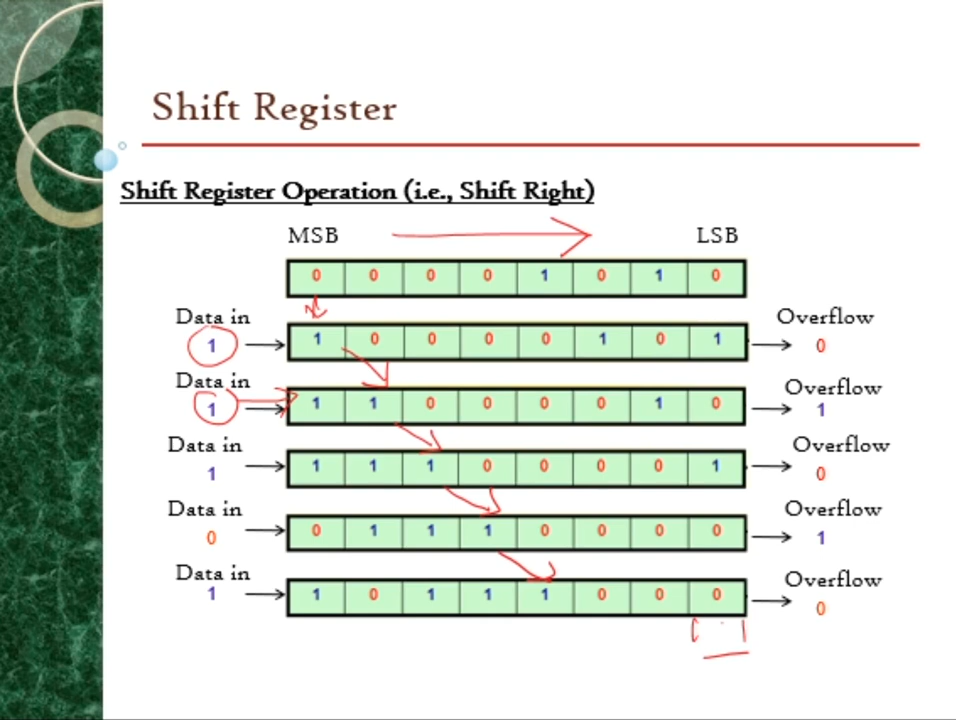 Shift Register
Shift Register Operation (i.e., Shift Right)
MSB LSB
0 0 0 0 1 0 1 0
Data in Overflow
1 1 0 0 0 0 1 0 1 0
Data in Overflow
1 1 1 0 0 0 0 1 0 1
Data in Overflow
1 1 1 1 0 0 0 0 1 0
Data in Overflow
0 0 1 1 1 0 0 0 0 1
Data in Overflow
1 1 0 1 1 1 0 0 0 0